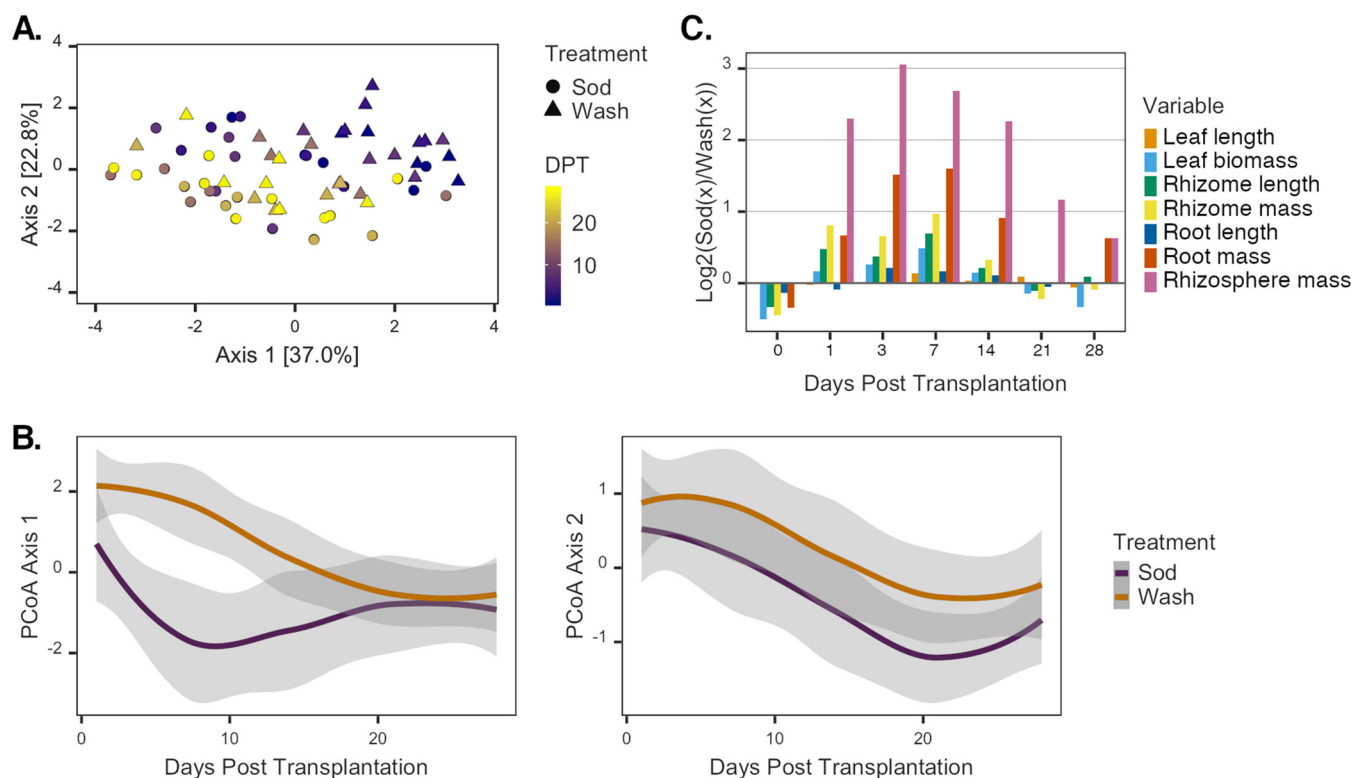 A.
4
2
0
-2
-4
Axis 2 [22.8%]
-4
-2
0
2
4
Axis 1 [37.0%]
Treatment
Sod
Wash
DPT
20
10
C.
3
2
1
0
Log2(Sod(x)/Wash(x))
0
1
3
7
14
21
28
Days Post Transplantation
Variable
Leaf length
Leaf biomass
Rhizome length
Rhizome mass
Root length
Root mass
Rhizosphere mass
B.
2
0
-2
PCoA Axis 1
0
10
20
Days Post Transplantation
1
0
-1
PCoA Axis 2
0
10
20
Days Post Transplantation
Treatment
Sod
Wash